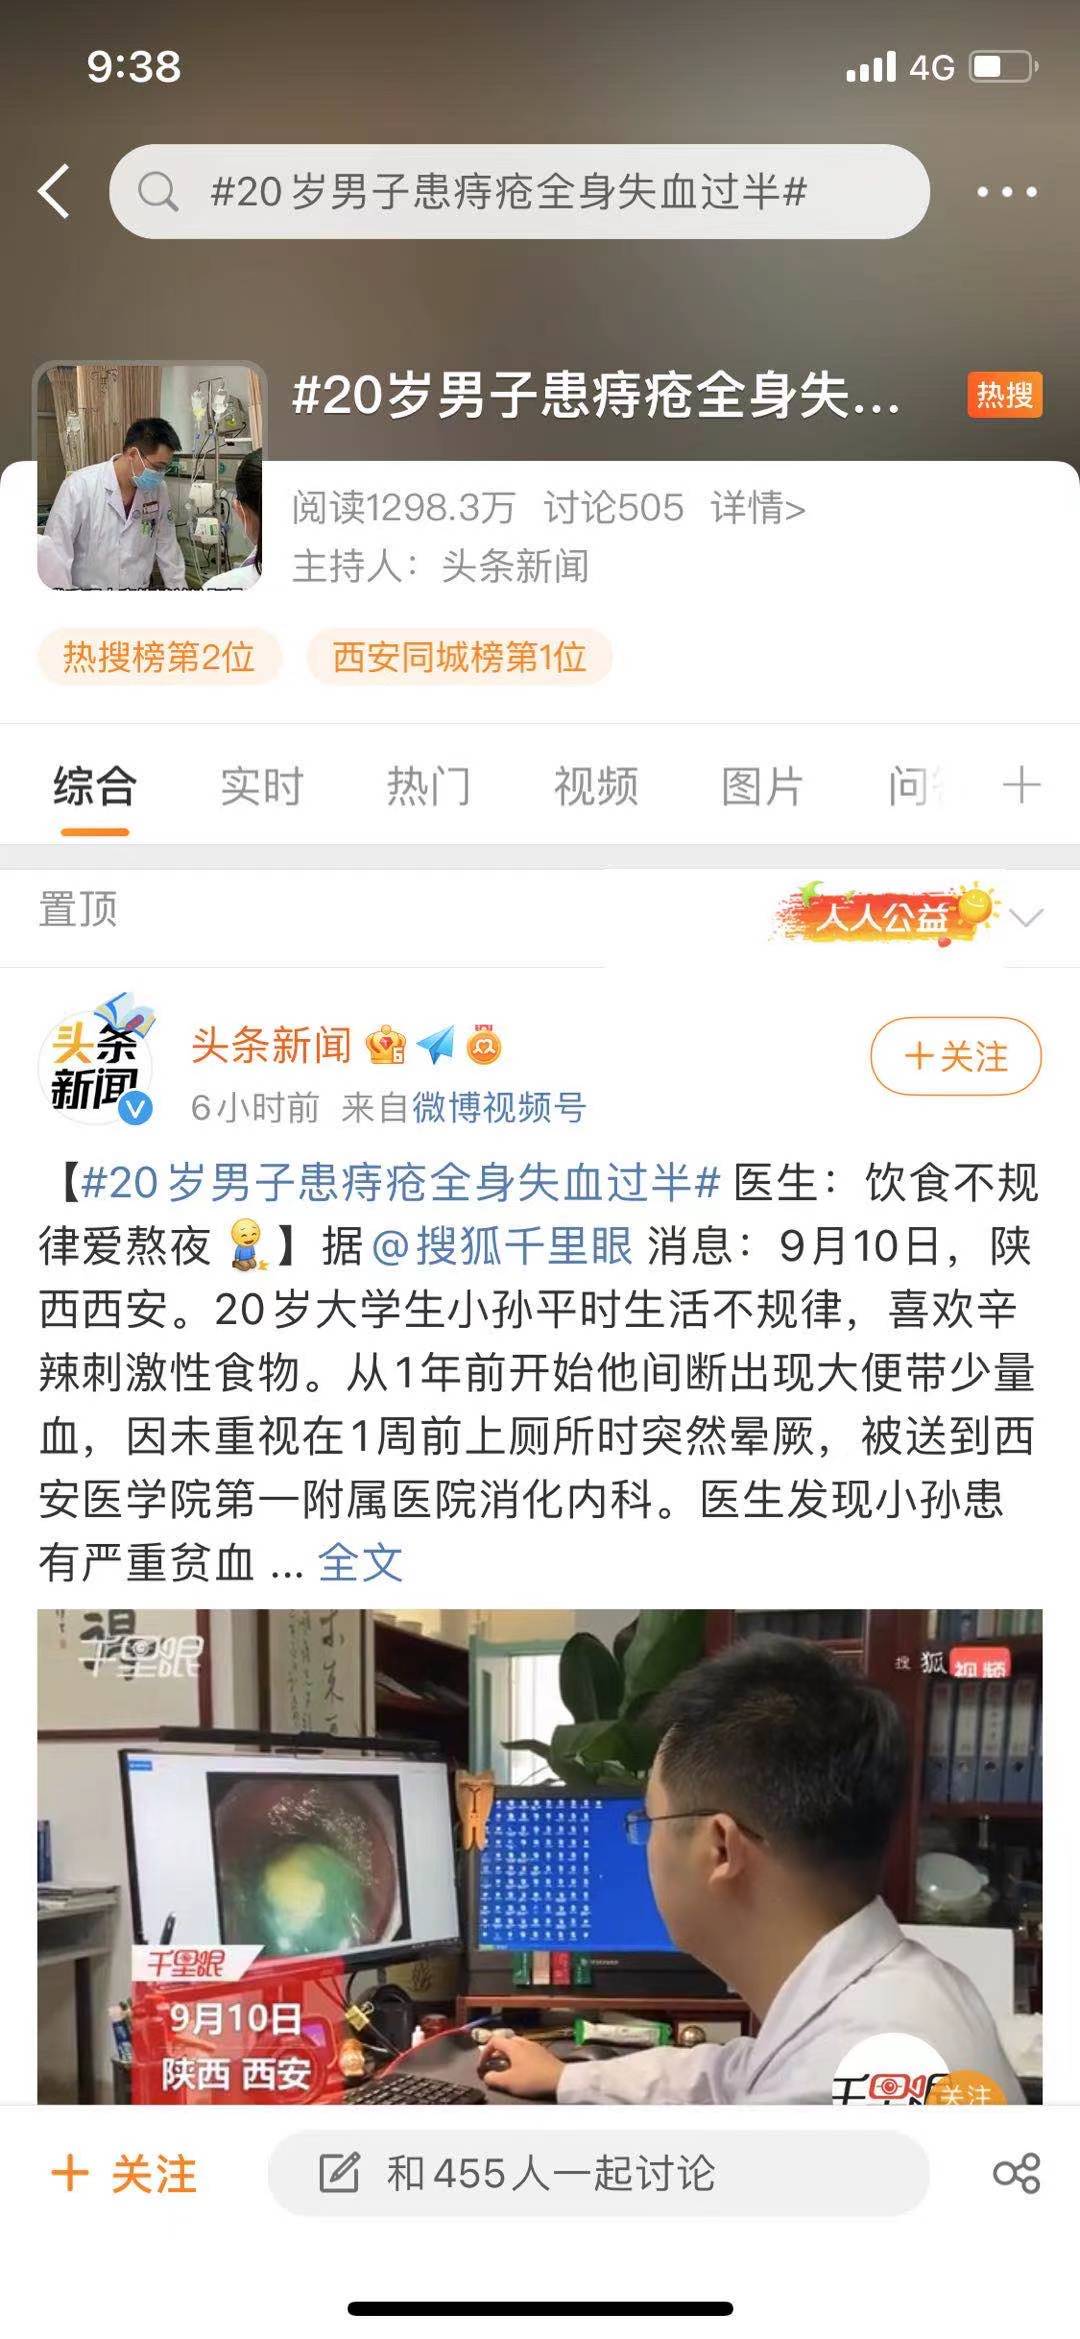 9:38
4G
#20岁男子患痔疮全身失血过半#
#20岁男子患痔疮全身失...
热搜
阅读1298.3万 讨论505 详情>
主持人：头条新闻
热搜榜第2位 西安同城榜第1位
综合 实时 热门 视频 图片 问
置顶
人人公益
头条
新闻
头条新闻
+关注
6小时前 来自微博视频号
【#20岁男子患痔疮全身失血过半# 医生：饮食不规
律爱熬夜】据@搜狐千里眼 消息：9月10日，陕
西西安。20岁大学生小孙平时生活不规律，喜欢辛
辣刺激性食物。从1年前开始他间断出现大便带少量
血，因未重视在1周前上厕所时突然晕厥，被送到西
安医学院第一附属医院消化内科。医生发现小孙患
有严重贫血 ... 全文
千里眼
搜狐视频
千里眼
9月10日
陕西 西安
千里眼
关注
+ 关注
和455人一起讨论